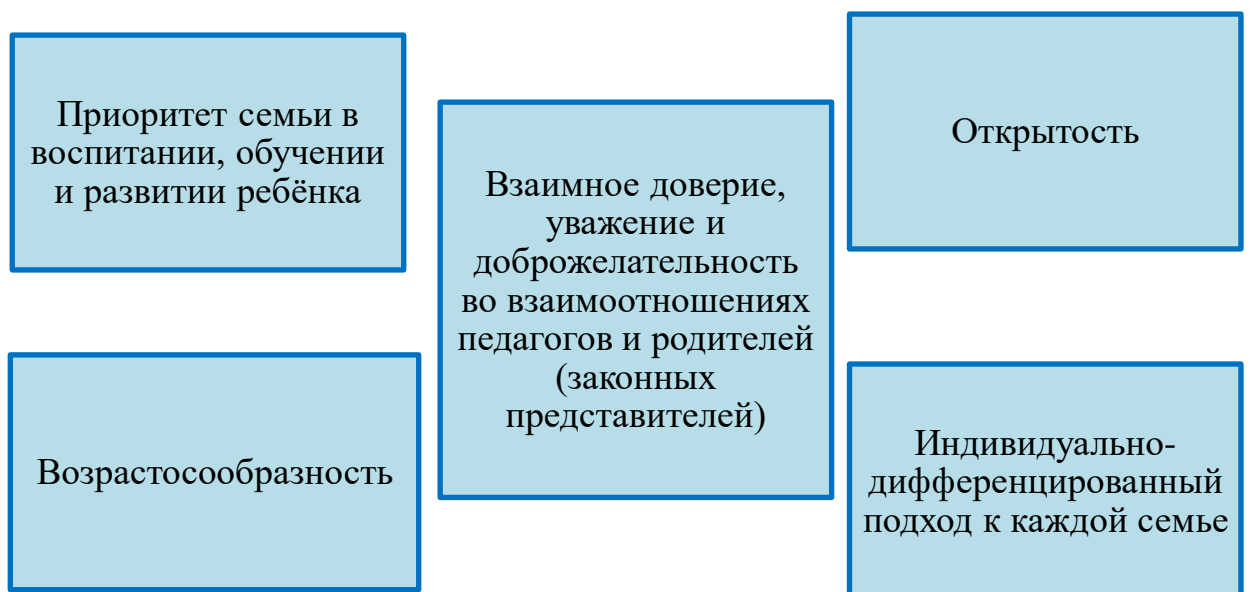 Приоритет семьи в
воспитании, обучении
и развитии ребёнка
Возрастосообразность
Взаимное доверие,
уважение и
доброжелательность
во взаимоотношениях
педагогов и родителей
(законных
представителей)
Открытость
Индивидуально-
дифференцированный
подход к каждой семье